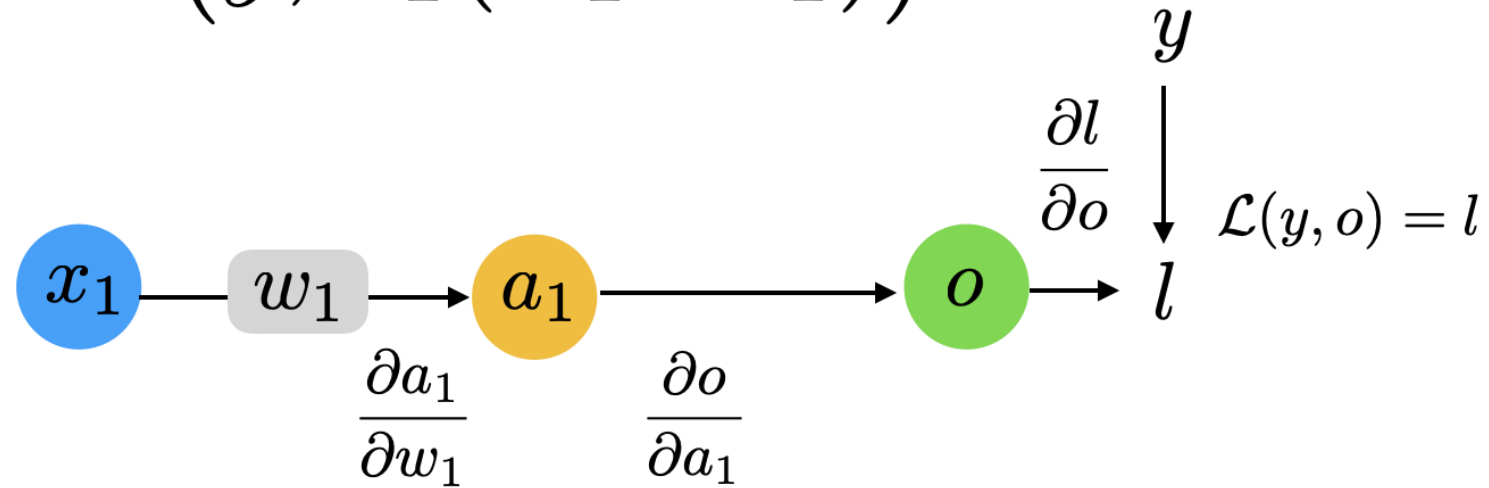 y
∂l/∂o
L(y, o) = l
x₁ w₁ a₁ o l
∂a₁/∂w₁ ∂o/∂a₁